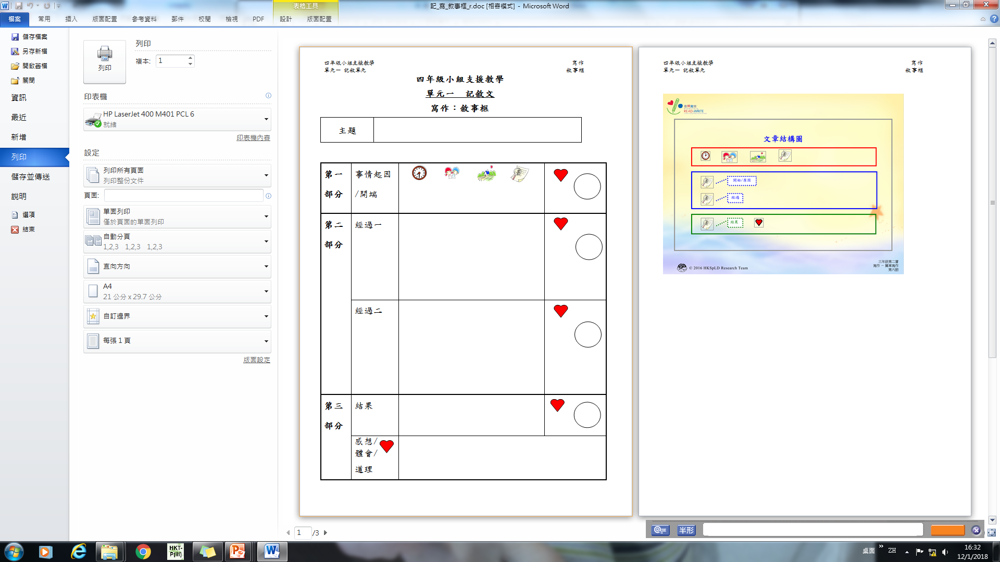 記_寫_敘事框_r.doc [相容模式] - Microsoft Word
表格工具
檔案
常用
插入
版面配置
參考資料
郵件
校閱
檢視
PDF
設計
版面配置
儲存檔案
另存新檔
開啟舊檔
關閉
資訊
最近
新增
列印
儲存並傳送
說明
選項
結束
列印
列印
複本: 1
印表機
HP LaserJet 400 M401 PCL 6
就緒
印表機內容
設定
列印所有頁面
列印整份文件
頁面:
單面列印
僅於頁面的單面列印
自動分頁
1,2,3 1,2,3 1,2,3
直向方向
A4
21 公分 x 29.7 公分
自訂邊界
每張 1 頁
版面設定
四年級小組支援教學 寫作
單元一 記敘單元 敘事框
四年級小組支援教學
單元一 記敘文
寫作：敘事框
主題
第一部分
事情起因/開端
第二部分
經過一
經過二
第三部分
結果
感想/
體會/
道理
四年級小組支援教學 寫作
單元一 記敘單元 敘事框
READ&WRITE
文章結構圖
開始/原因
經過
結果
© 2016 HKSpLD Research Team
三年級第二層
寫作 － 篇章寫作
第六節
1 /3
半形
HKT-
P(III)
桌面
ZH
16:32
12/1/2018